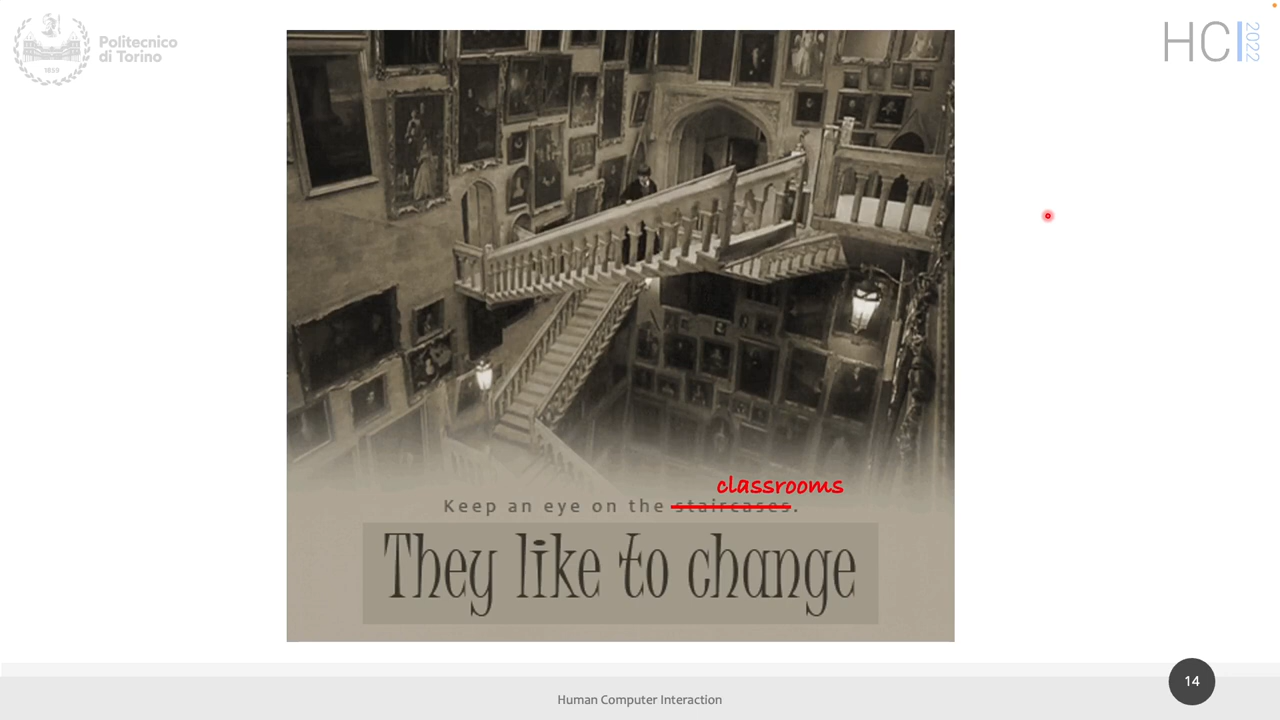 Politecnico
di Torino
1859
HCI 2022
classrooms
Keep an eye on the staircases.
They like to change
Human Computer Interaction
14